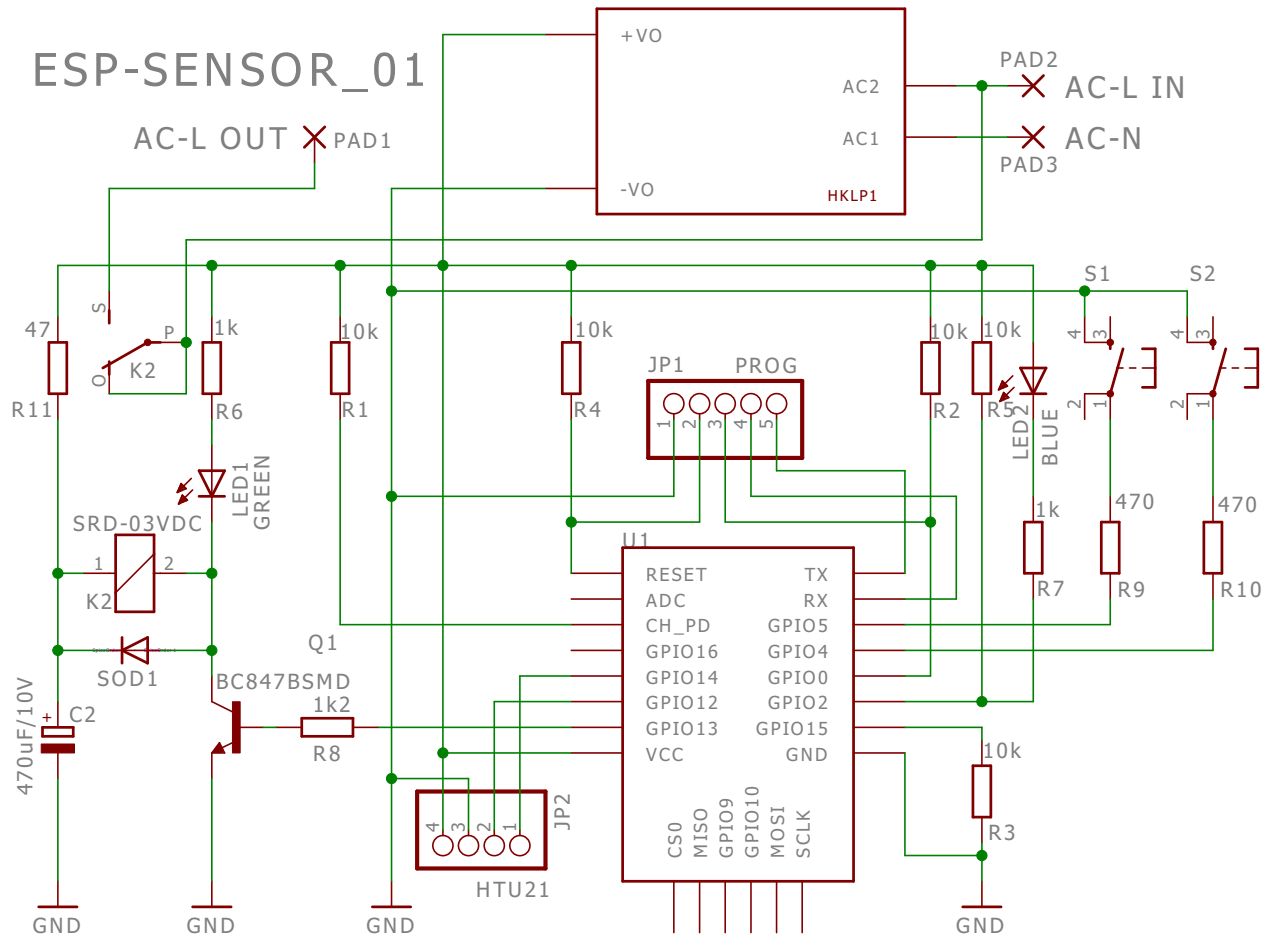 ESP-SENSOR_01
+VO
PAD2
AC2
AC-L IN
AC-L OUT
PAD1
AC1
AC-N
PAD3
-VO
HKLP1
S1
S2
S
P
O
K2
47
R11
1k
R6
10k
R1
10k
R4
JP1
PROG
1
2
3
4
5
10k
R2
10k
R5
LED2
BLUE
4
3
2
1
4
3
2
1
LED1
GREEN
SRD-03VDC
1
2
K2
SOD1
Q1
BC847BSMD
1k2
R8
470uF/10V
+
C2
1k
R7
470
R9
470
R10
U1
RESET
TX
ADC
RX
CH_PD
GPIO5
GPIO16
GPIO4
GPIO14
GPIO0
GPIO12
GPIO2
GPIO13
GPIO15
VCC
GND
CS0
MISO
GPIO9
GPIO10
MOSI
SCLK
10k
R3
4
3
2
1
JP2
HTU21
GND
GND
GND
GND